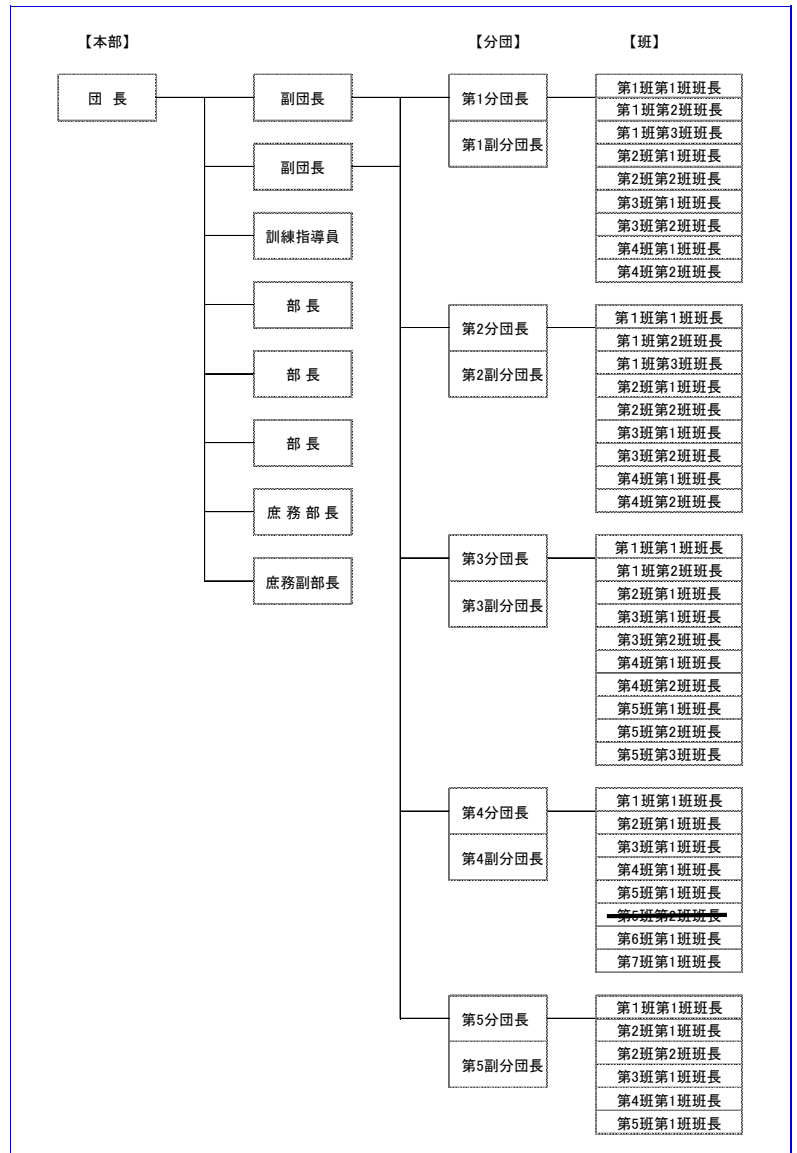 【本部】
【分団】
【班】
団 長
副団長
副団長
訓練指導員
部 長
部 長
部 長
庶 務 部 長
庶務副部長
第1分団長
第1副分団長
第1班第1班班長
第1班第2班班長
第1班第3班班長
第2班第1班班長
第2班第2班班長
第3班第1班班長
第3班第2班班長
第4班第1班班長
第4班第2班班長
第2分団長
第2副分団長
第1班第1班班長
第1班第2班班長
第1班第3班班長
第2班第1班班長
第2班第2班班長
第3班第1班班長
第3班第2班班長
第4班第1班班長
第4班第2班班長
第3分団長
第3副分団長
第1班第1班班長
第1班第2班班長
第2班第1班班長
第3班第1班班長
第3班第2班班長
第4班第1班班長
第4班第2班班長
第5班第1班班長
第5班第2班班長
第5班第3班班長
第4分団長
第4副分団長
第1班第1班班長
第2班第1班班長
第3班第1班班長
第4班第1班班長
第5班第1班班長
第5班第2班班長
第6班第1班班長
第7班第1班班長
第5分団長
第5副分団長
第1班第1班班長
第2班第1班班長
第2班第2班班長
第3班第1班班長
第4班第1班班長
第5班第1班班長